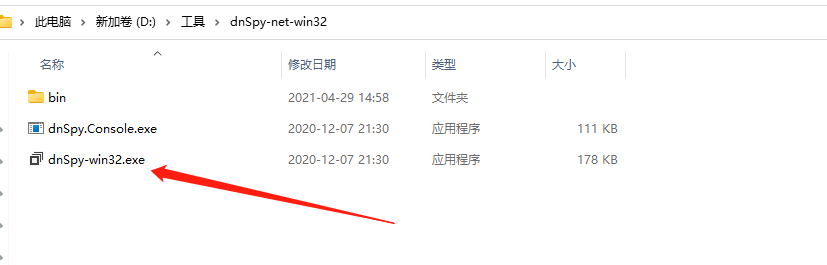 此电脑 > 新加卷 (D:) > 工具 > dnSpy-net-win32
名称 修改日期 类型 大小
bin 2021-04-29 14:58 文件夹
dnSpy.Console.exe 2020-12-07 21:30 应用程序 111 KB
dnSpy-win32.exe 2020-12-07 21:30 应用程序 178 KB